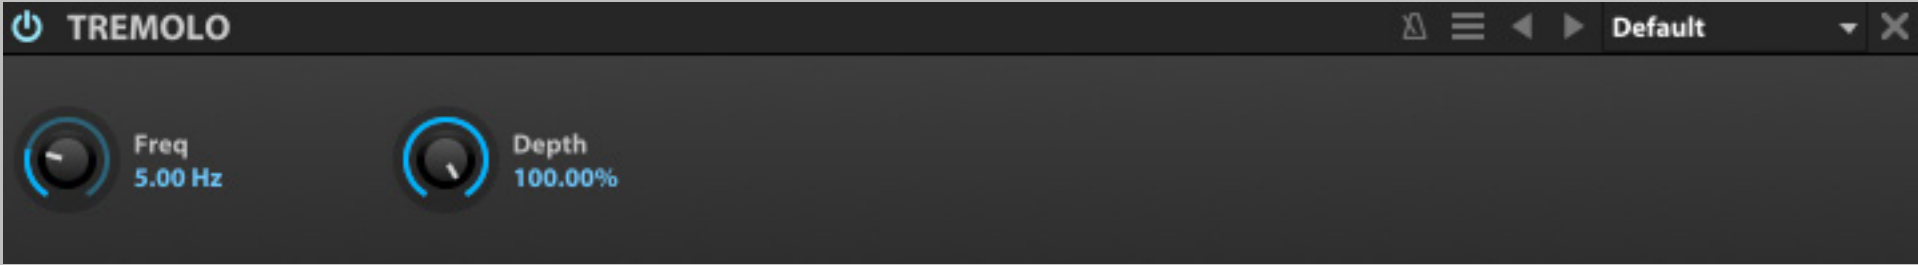 TREMOLO
Default
Freq
5.00 Hz
Depth
100.00%